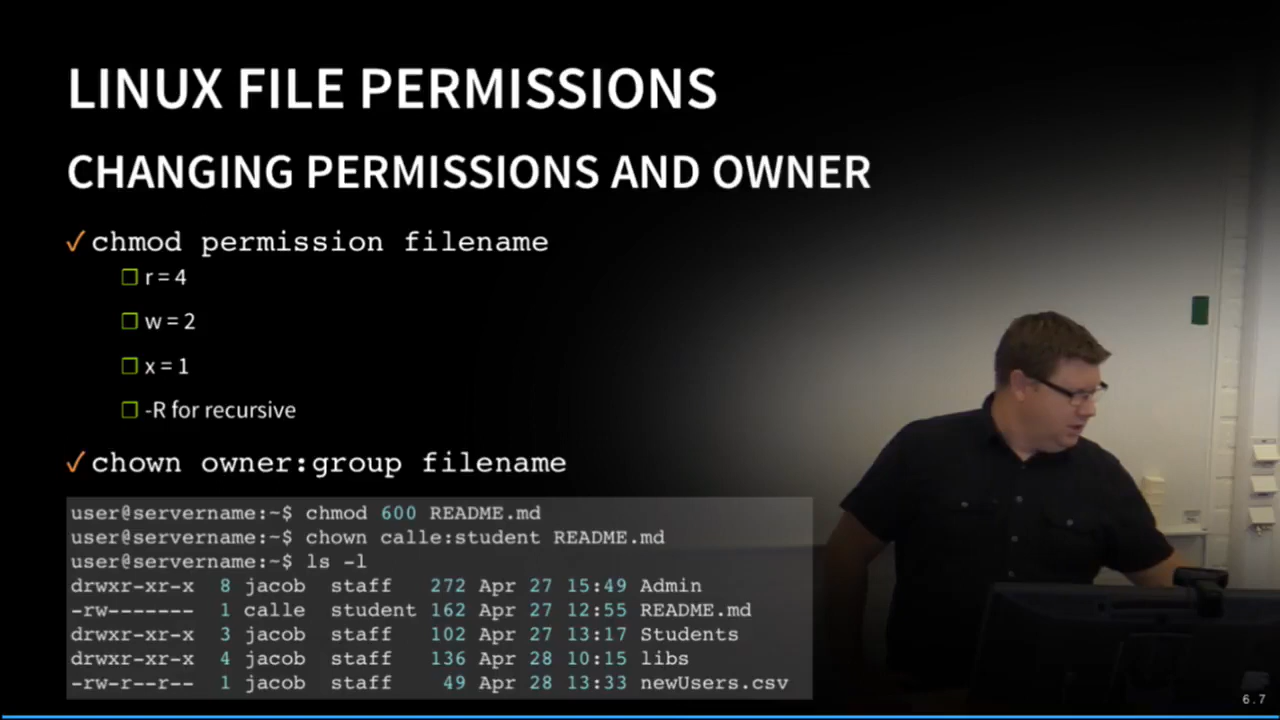 LINUX FILE PERMISSIONS
CHANGING PERMISSIONS AND OWNER
✓ chmod permission filename
❐ r = 4
❐ w = 2
❐ x = 1
❐ -R for recursive
✓ chown owner:group filename
user@servername:~$ chmod 600 README.md
user@servername:~$ chown calle:student README.md
user@servername:~$ ls -l
drwxr-xr-x  8 jacob  staff   272 Apr 27 15:49 Admin
-rw-------  1 calle  student 162 Apr 27 12:55 README.md
drwxr-xr-x  3 jacob  staff   102 Apr 27 13:17 Students
drwxr-xr-x  4 jacob  staff   136 Apr 28 10:15 libs
-rw-r--r--  1 jacob  staff    49 Apr 28 13:33 newUsers.csv
6.7